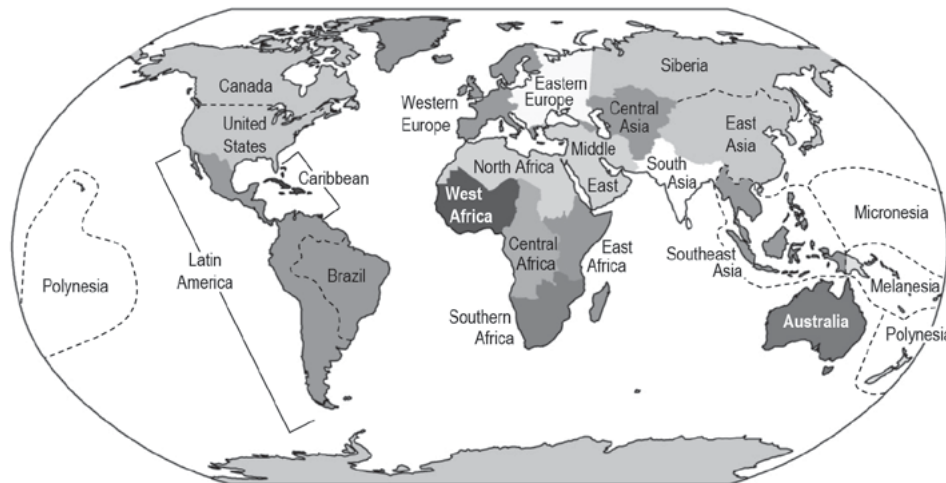 Canada
United
States
Caribbean
Latin
America
Brazil
Polynesia
Western
Europe
Eastern
Europe
Siberia
Central
Asia
East
Asia
Middle
East
South
Asia
North Africa
West
Africa
Central
Africa
East
Africa
Southern
Africa
Southeast
Asia
Micronesia
Melanesia
Australia
Polynesia